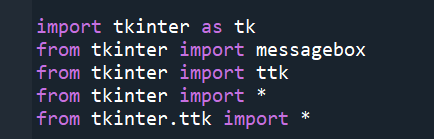 import tkinter as tk
from tkinter import messagebox
from tkinter import ttk
from tkinter import *
from tkinter.ttk import *